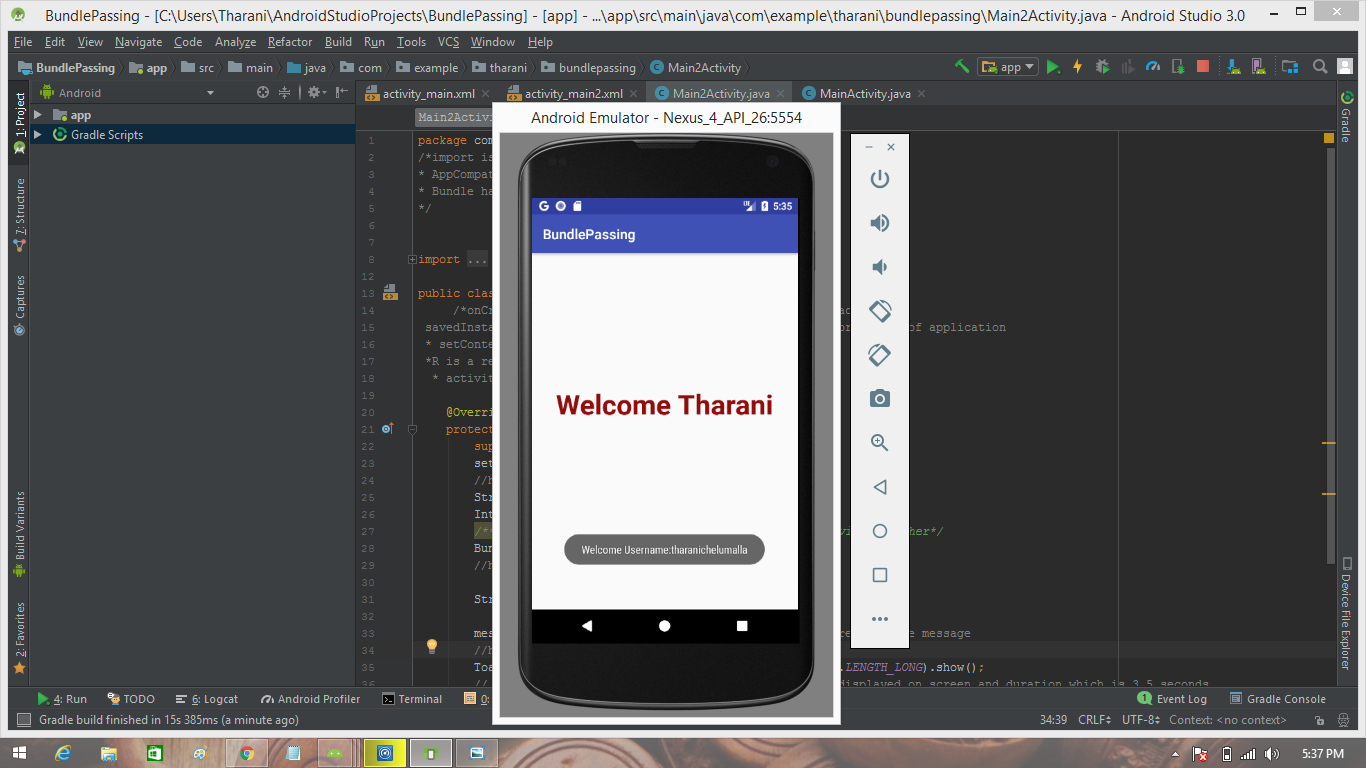 BundlePassing - [C:\Users\Tharani\AndroidStudioProjects\BundlePassing] - [app] - ...\app\src\main\java\com\example\tharani\bundlepassing\Main2Activity.java - Android Studio 3.0
File Edit View Navigate Code Analyze Refactor Build Run Tools VCS Window Help
BundlePassing app src main java com example tharani bundlepassing Main2Activity app
Android
activity_main.xml activity_main2.xml Main2Activity.java MainActivity.java
app
Gradle Scripts
1: Project
7: Structure
Captures
Build Variants
2: Favorites
Main2Activi
1 package com
2 /*import is
3 * AppCompat
4 * Bundle ha
5 */
6
7
8 import ...
12
13 public clas
14 /*onC
15 savedInsta of application
16 * setConte
17 *R is a re
18 * activit
19
20 @Overri
21 protec
22 sup
23 set
24 //h
25 Str
26 Int
27 /* her*/
28 Bun
29 //h
30
31 Str
32
33 mes message
34 //h
35 Toa .LENGTH_LONG).show();
36 // displayed on screen and duration which is 3.5 seconds
Android Emulator - Nexus_4_API_26:5554
5:35
BundlePassing
Welcome Tharani
Welcome Username:tharanichelumalla
Gradle
Device File Explorer
4: Run TODO 6: Logcat Android Profiler Terminal 0: Event Log Gradle Console
1
Gradle build finished in 15s 385ms (a minute ago) 34:39 CRLF UTF-8 Context: <no context>
5:37 PM